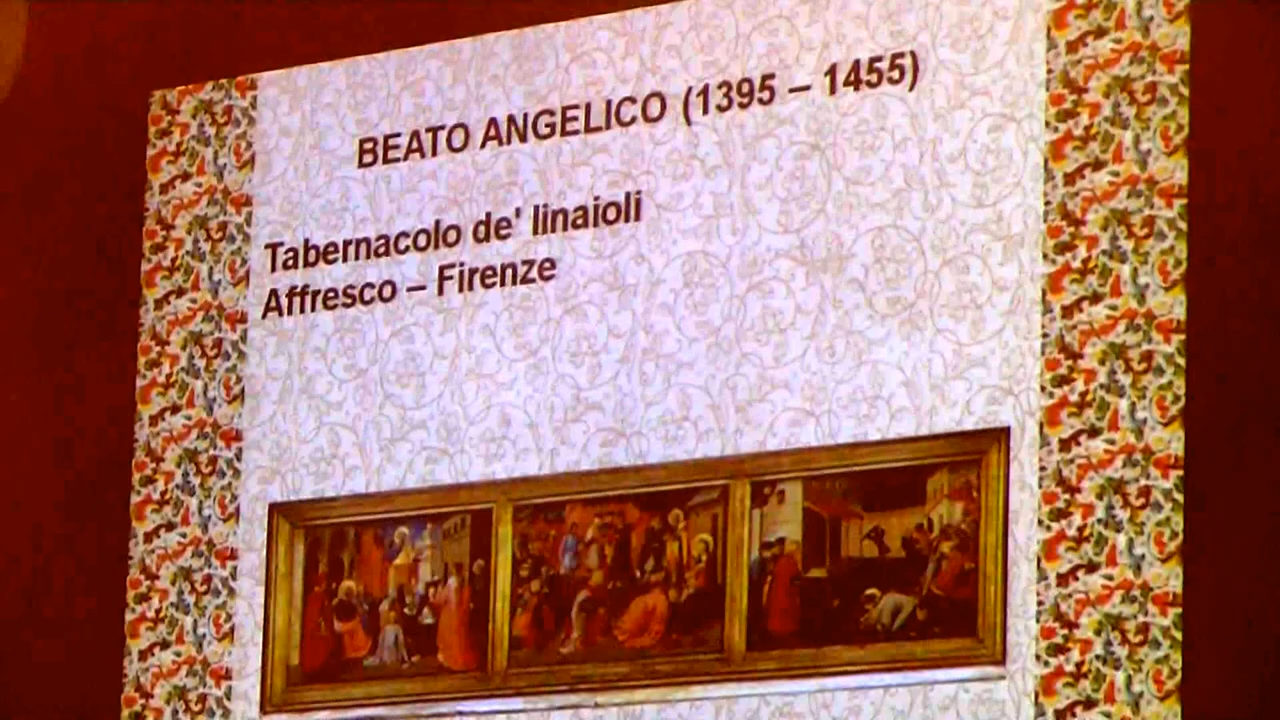 BEATO ANGELICO (1395 – 1455)
Tabernacolo de' linaioli
Affresco – Firenze